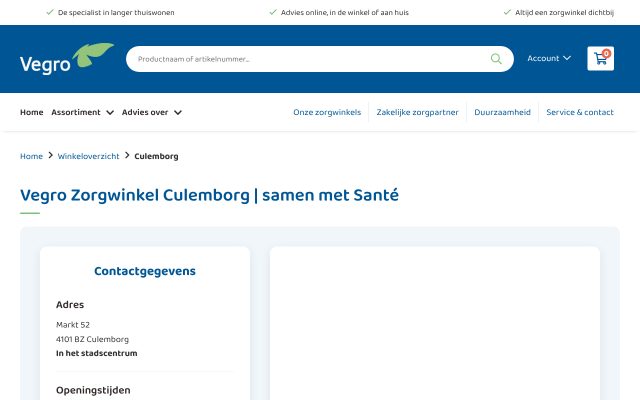 De specialist in langer thuiswonen
Advies online, in de winkel of aan huis
Altijd een zorgwinkel dichtbij
Vegro
Productnaam of artikelnummer...
Account
0
Home Assortiment Advies over
Onze zorgwinkels Zakelijke zorgpartner Duurzaamheid Service & contact
Home Winkeloverzicht Culemborg
Vegro Zorgwinkel Culemborg | samen met Santé
Contactgegevens
Adres
Markt 52
4101 BZ Culemborg
In het stadscentrum
Openingstijden